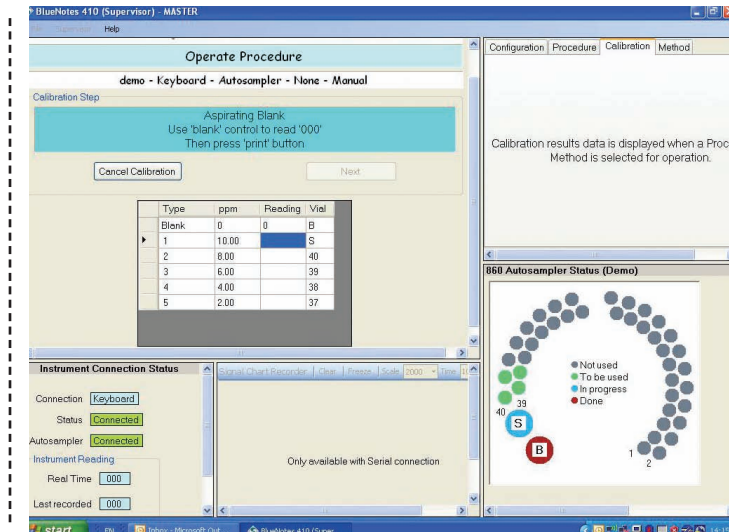 BlueNotes 410 (Supervisor) - MASTER
Help
Operate Procedure
demo - Keyboard - Autosampler - None - Manual
Calibration Step
Aspirating Blank
Use 'blank' control to read '000'
Then press 'print' button
Cancel Calibration
Next
Type ppm Reading Vial
Blank 0 0 B
1 10.00 S
2 8.00 40
3 6.00 39
4 4.00 38
5 2.00 37
Configuration Procedure Calibration Method
Calibration results data is displayed when a Proc
Method is selected for operation.
860 Autosampler Status (Demo)
Not used
To be used
In progress
Done
40 39
S
B
1
2
Instrument Connection Status
Connection Keyboard
Status Connected
Autosampler Connected
Instrument Reading
Real Time 000
Last recorded 000
Signal Chart Recorder Clear Freeze Scale 2000 Time
Only available with Serial connection
start
EN
Inbox - Microsoft Out
BlueNotes 410 (Super
14:15